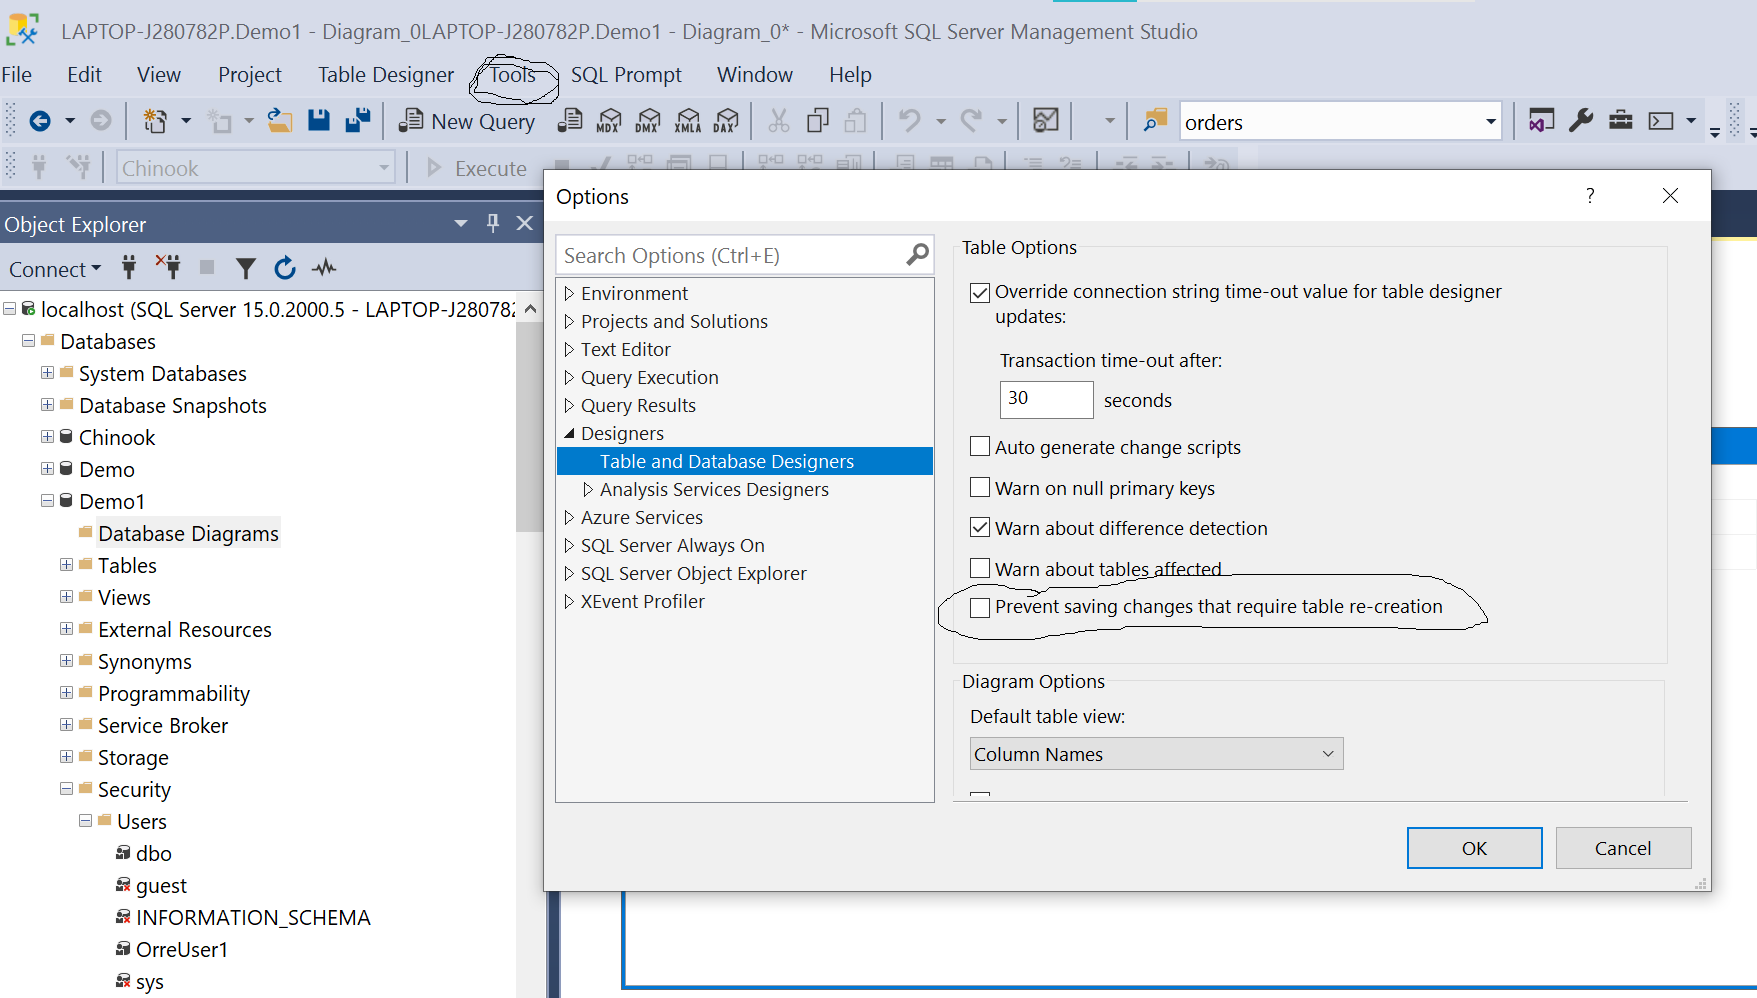 LAPTOP-J280782P.Demo1 - Diagram_0LAPTOP-J280782P.Demo1 - Diagram_0* - Microsoft SQL Server Management Studio
File Edit View Project Table Designer Tools SQL Prompt Window Help
New Query MDX DMX XMLA DAX orders
Chinook Execute
Object Explorer
Connect
localhost (SQL Server 15.0.2000.5 - LAPTOP-J28078
Databases
System Databases
Database Snapshots
Chinook
Demo
Demo1
Database Diagrams
Tables
Views
External Resources
Synonyms
Programmability
Service Broker
Storage
Security
Users
dbo
guest
INFORMATION_SCHEMA
OrreUser1
sys
Options ?
Search Options (Ctrl+E)
Environment
Projects and Solutions
Text Editor
Query Execution
Query Results
Designers
Table and Database Designers
Analysis Services Designers
Azure Services
SQL Server Always On
SQL Server Object Explorer
XEvent Profiler
Table Options
Override connection string time-out value for table designer
updates:
Transaction time-out after:
30 seconds
Auto generate change scripts
Warn on null primary keys
Warn about difference detection
Warn about tables affected
Prevent saving changes that require table re-creation
Diagram Options
Default table view:
Column Names
OK Cancel